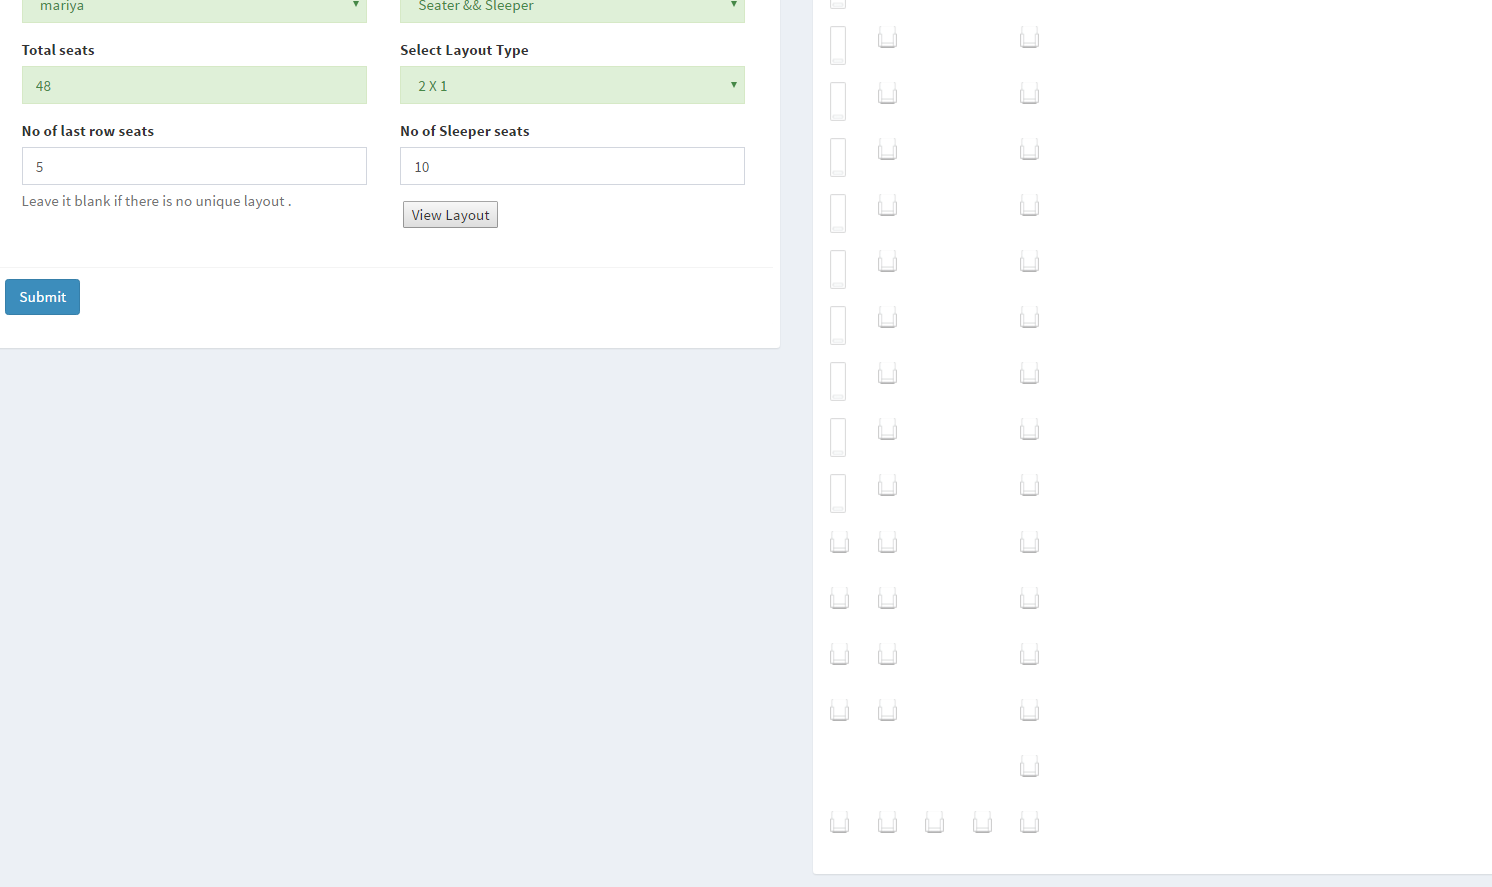 mariya
Seater && Sleeper
Total seats
Select Layout Type
48
2 X 1
No of last row seats
No of Sleeper seats
5
10
Leave it blank if there is no unique layout .
View Layout
Submit